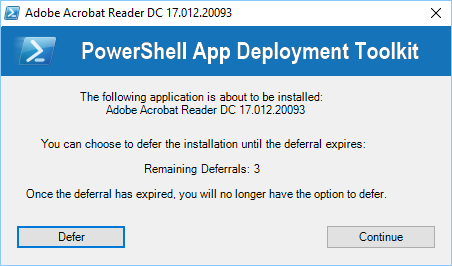 Adobe Acrobat Reader DC 17.012.20093
PowerShell App Deployment Toolkit
The following application is about to be installed:
Adobe Acrobat Reader DC 17.012.20093
You can choose to defer the installation until the deferral expires:
Remaining Deferrals: 3
Once the deferral has expired, you will no longer have the option to defer.
Defer
Continue